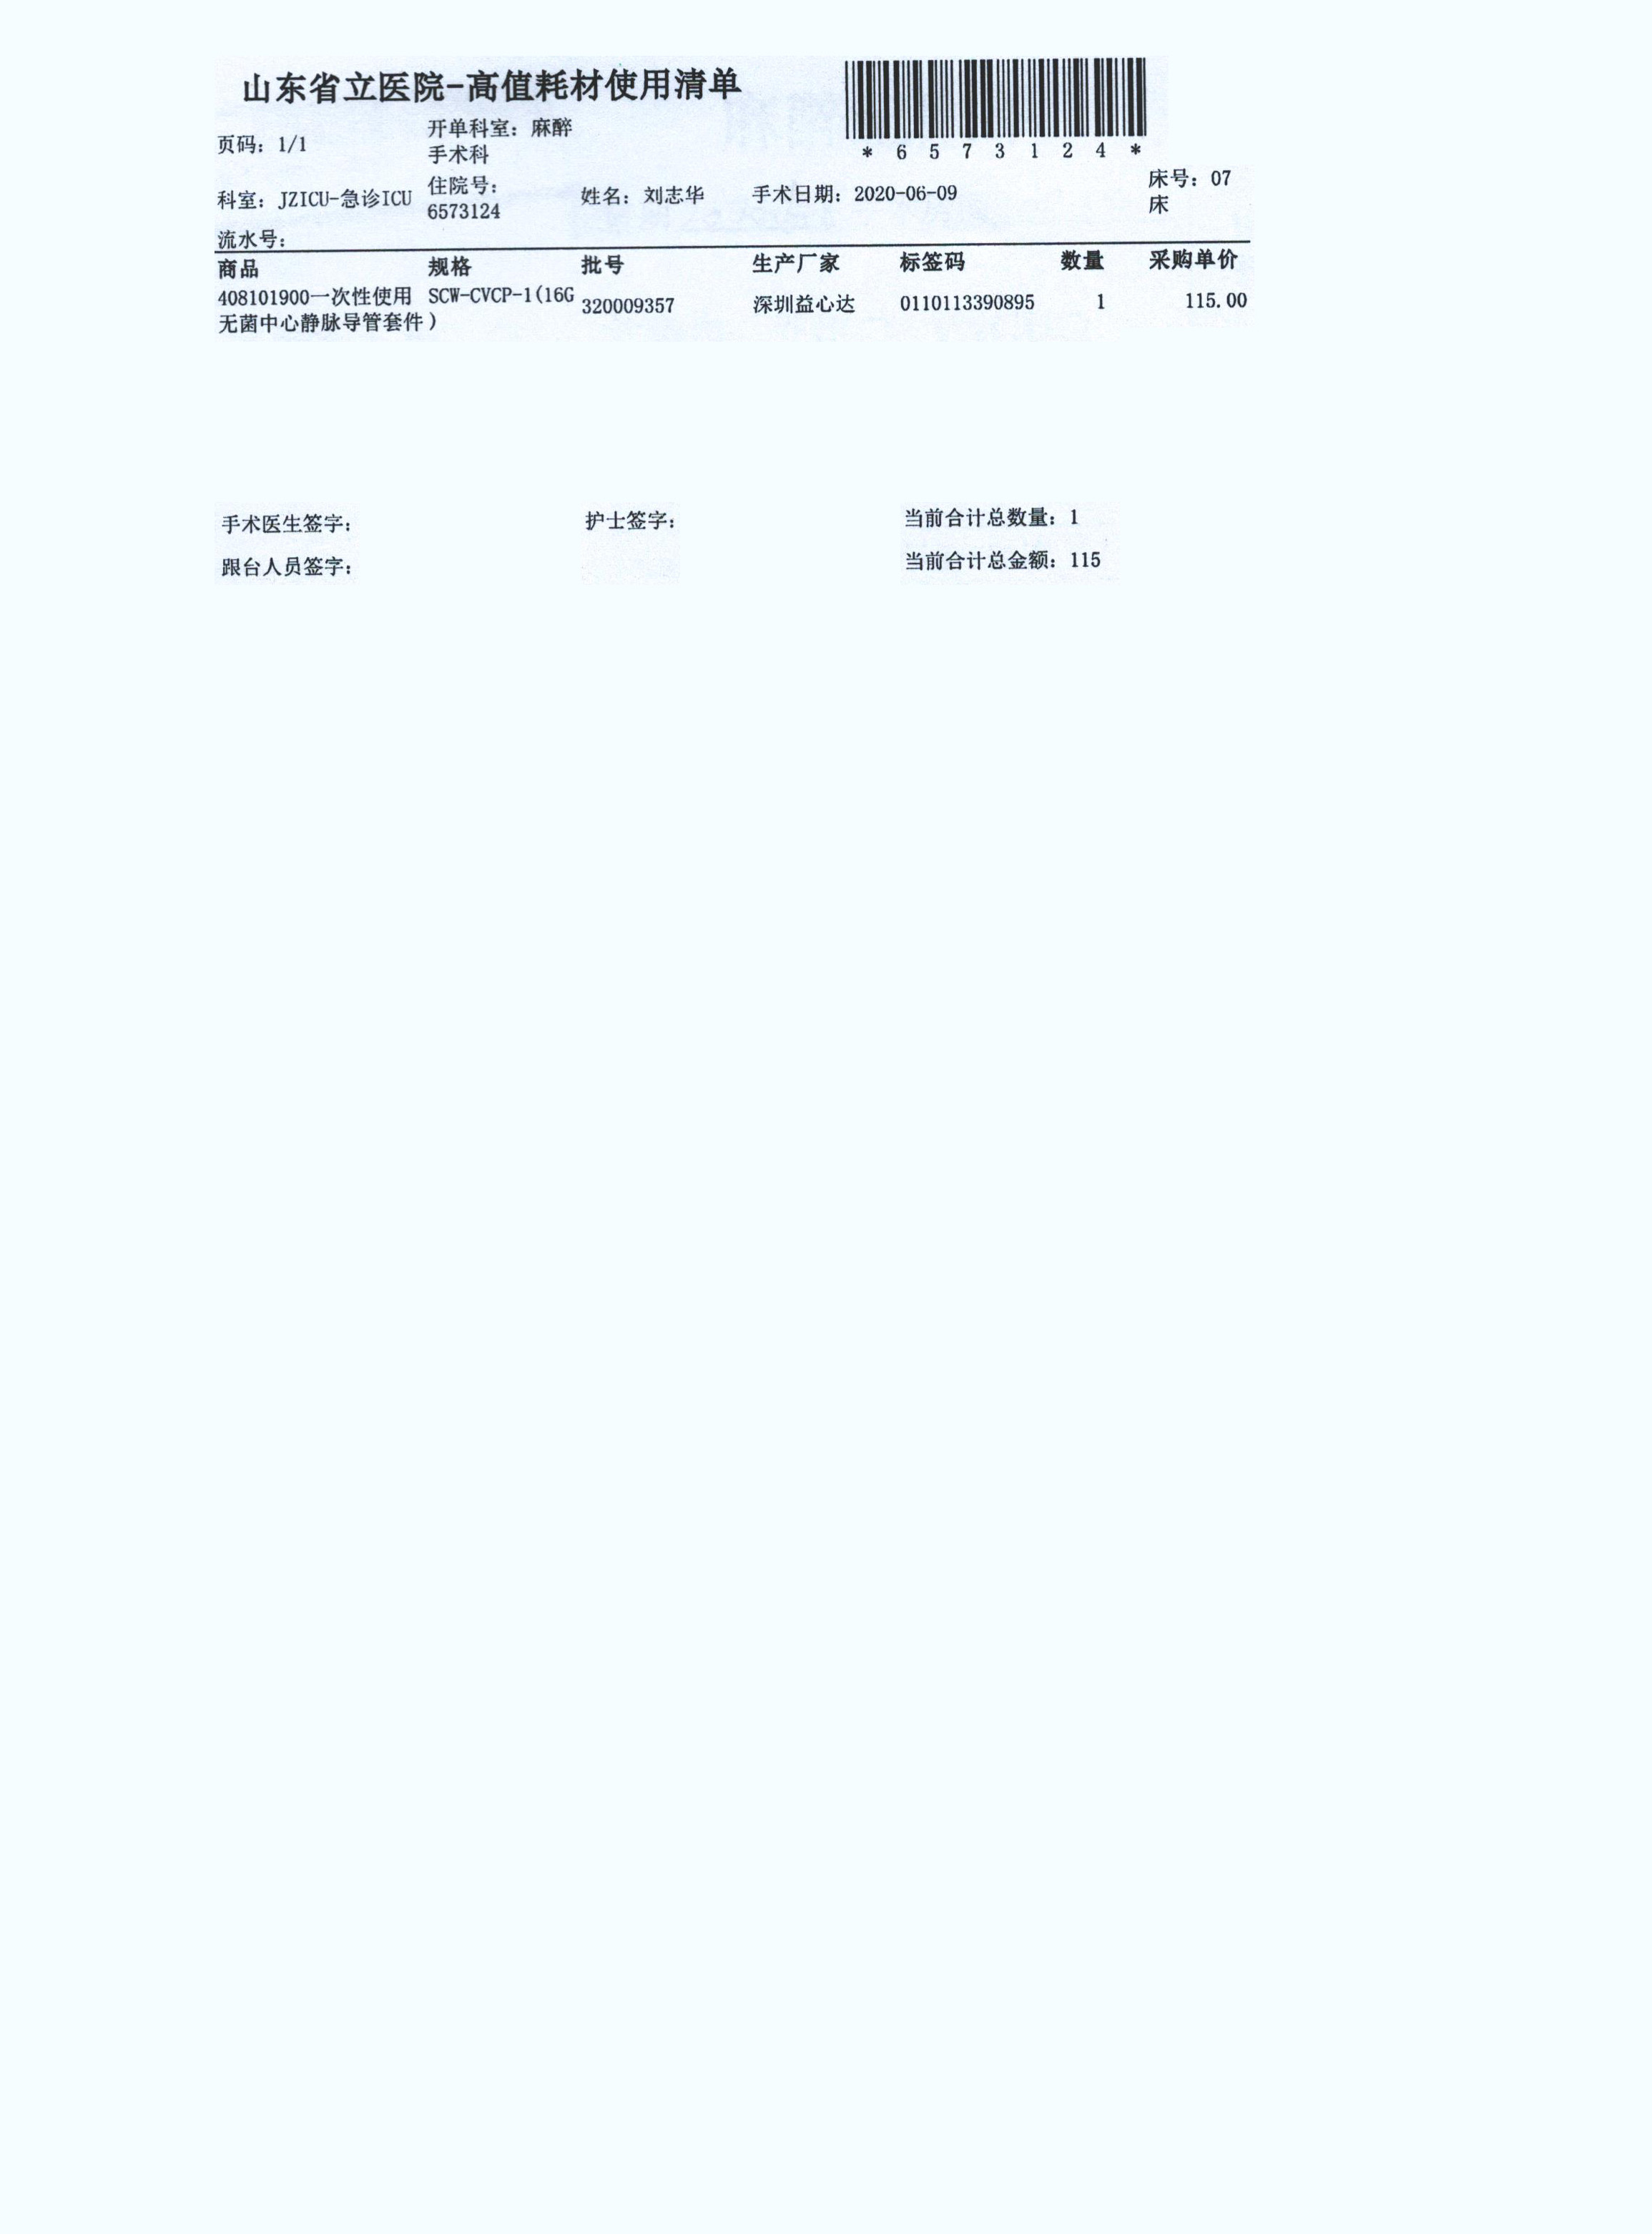 山东省立医院-高值耗材使用清单
*6573124*
页码：1/1
开单科室：麻醉
手术科
科室：JZICU-急诊ICU
住院号：
6573124
姓名：刘志华
手术日期：2020-06-09
床号：07
床
流水号：
商品 规格 批号 生产厂家 标签码 数量 采购单价
408101900一次性使用 SCW-CVCP-1(16G 320009357 深圳益心达 0110113390895 1 115.00
无菌中心静脉导管套件 )
手术医生签字： 护士签字： 当前合计总数量：1
跟台人员签字： 当前合计总金额：115